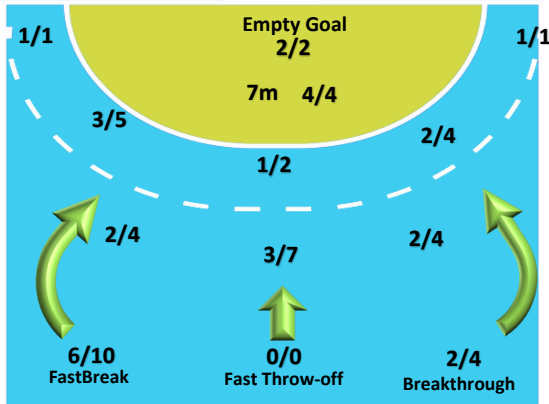 Empty Goal
2/2
1/1
1/1
7m 4/4
3/5
2/4
1/2
2/4
2/4
3/7
6/10
0/0
2/4
FastBreak
Fast Throw-off
Breakthrough